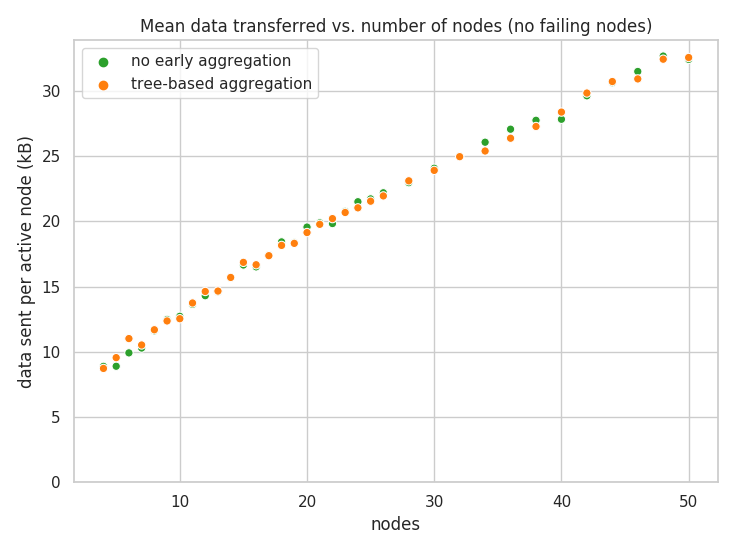 Mean data transferred vs. number of nodes (no failing nodes)
no early aggregation
tree-based aggregation
data sent per active node (kB)
30
25
20
15
10
5
0
10 20 30 40 50
nodes